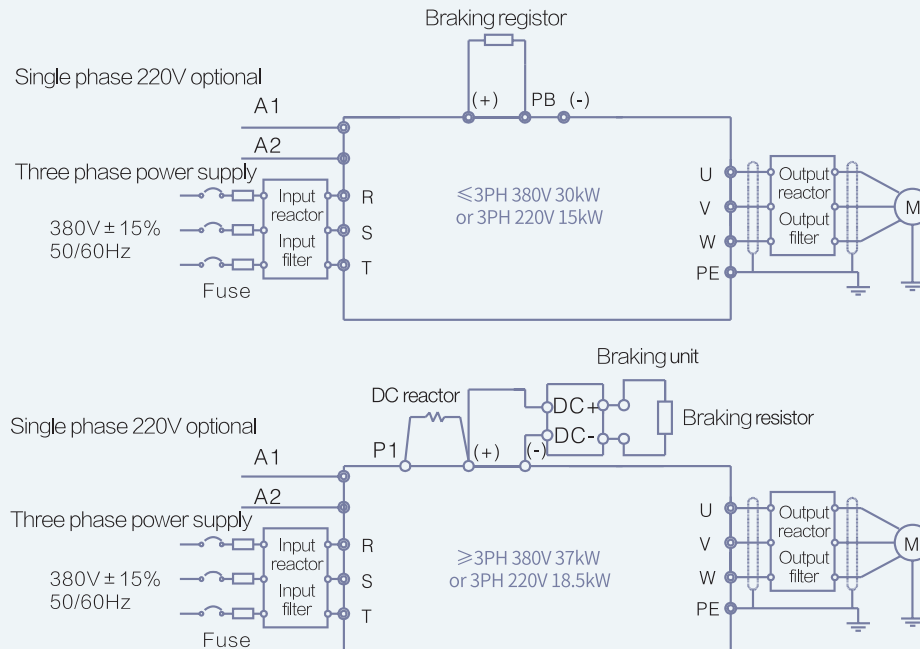 Braking registor
Single phase 220V optional
(+) PB (-)
A1
A2
Three phase power supply
380V ± 15%
50/60Hz
Fuse
Input
reactor
Input
filter
R
S
T
≤3PH 380V 30kW
or 3PH 220V 15kW
U
V
W
PE
Output
reactor
Output
filter
M
Braking unit
DC reactor
DC+
DC-
Braking resistor
Single phase 220V optional
P1 (+) (-)
A1
A2
Three phase power supply
380V ± 15%
50/60Hz
Fuse
Input
reactor
Input
filter
R
S
T
≥3PH 380V 37kW
or 3PH 220V 18.5kW
U
V
W
PE
Output
reactor
Output
filter
M